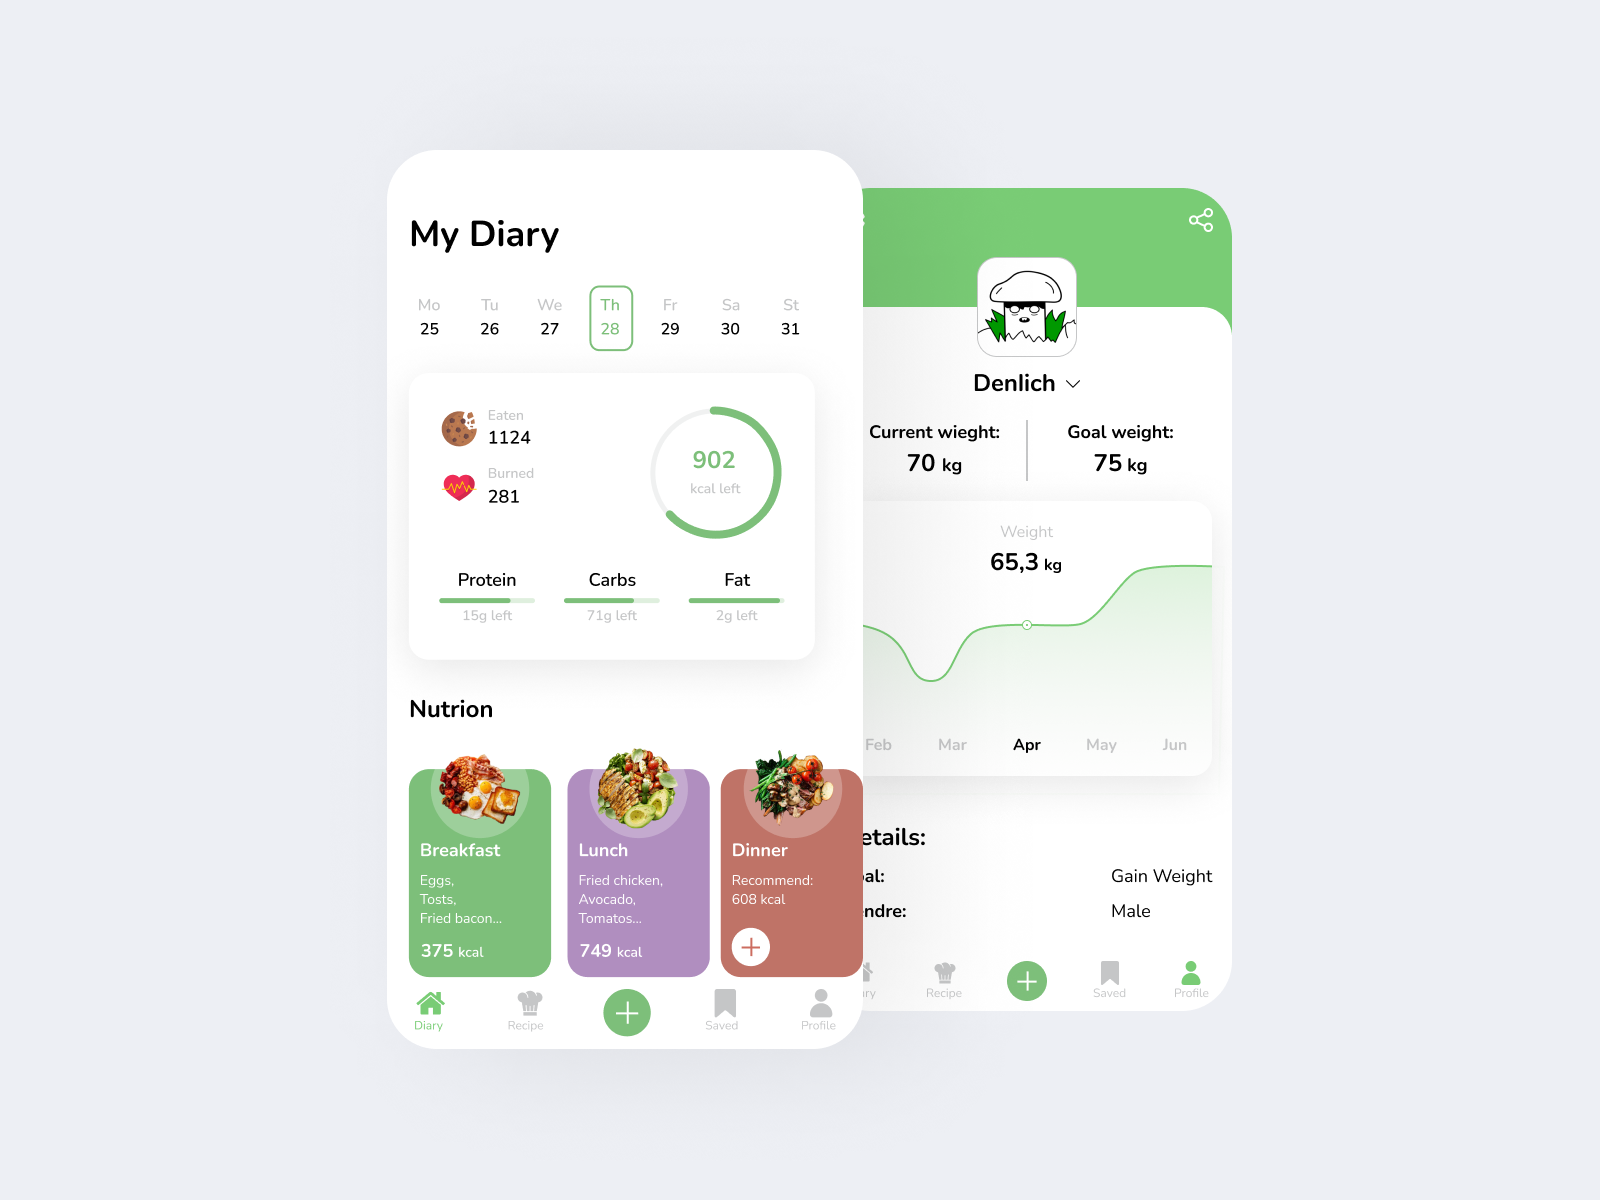 My Diary
Mo Tu We Th Fr Sa St
25 26 27 28 29 30 31
Eaten
1124
Burned
281
902
kcal left
Protein Carbs Fat
15g left 71g left 2g left
Nutrion
Breakfast
Eggs,
Tosts,
Fried bacon...
375 kcal
Lunch
Fried chicken,
Avocado,
Tomatos...
749 kcal
Dinner
Recommend:
608 kcal
Diary Recipe Saved Profile
Denlich
Current wieght: Goal weight:
70 kg 75 kg
Weight
65,3 kg
Feb Mar Apr May Jun
etails:
al: Gain Weight
ndre: Male
ry Recipe Saved Profile